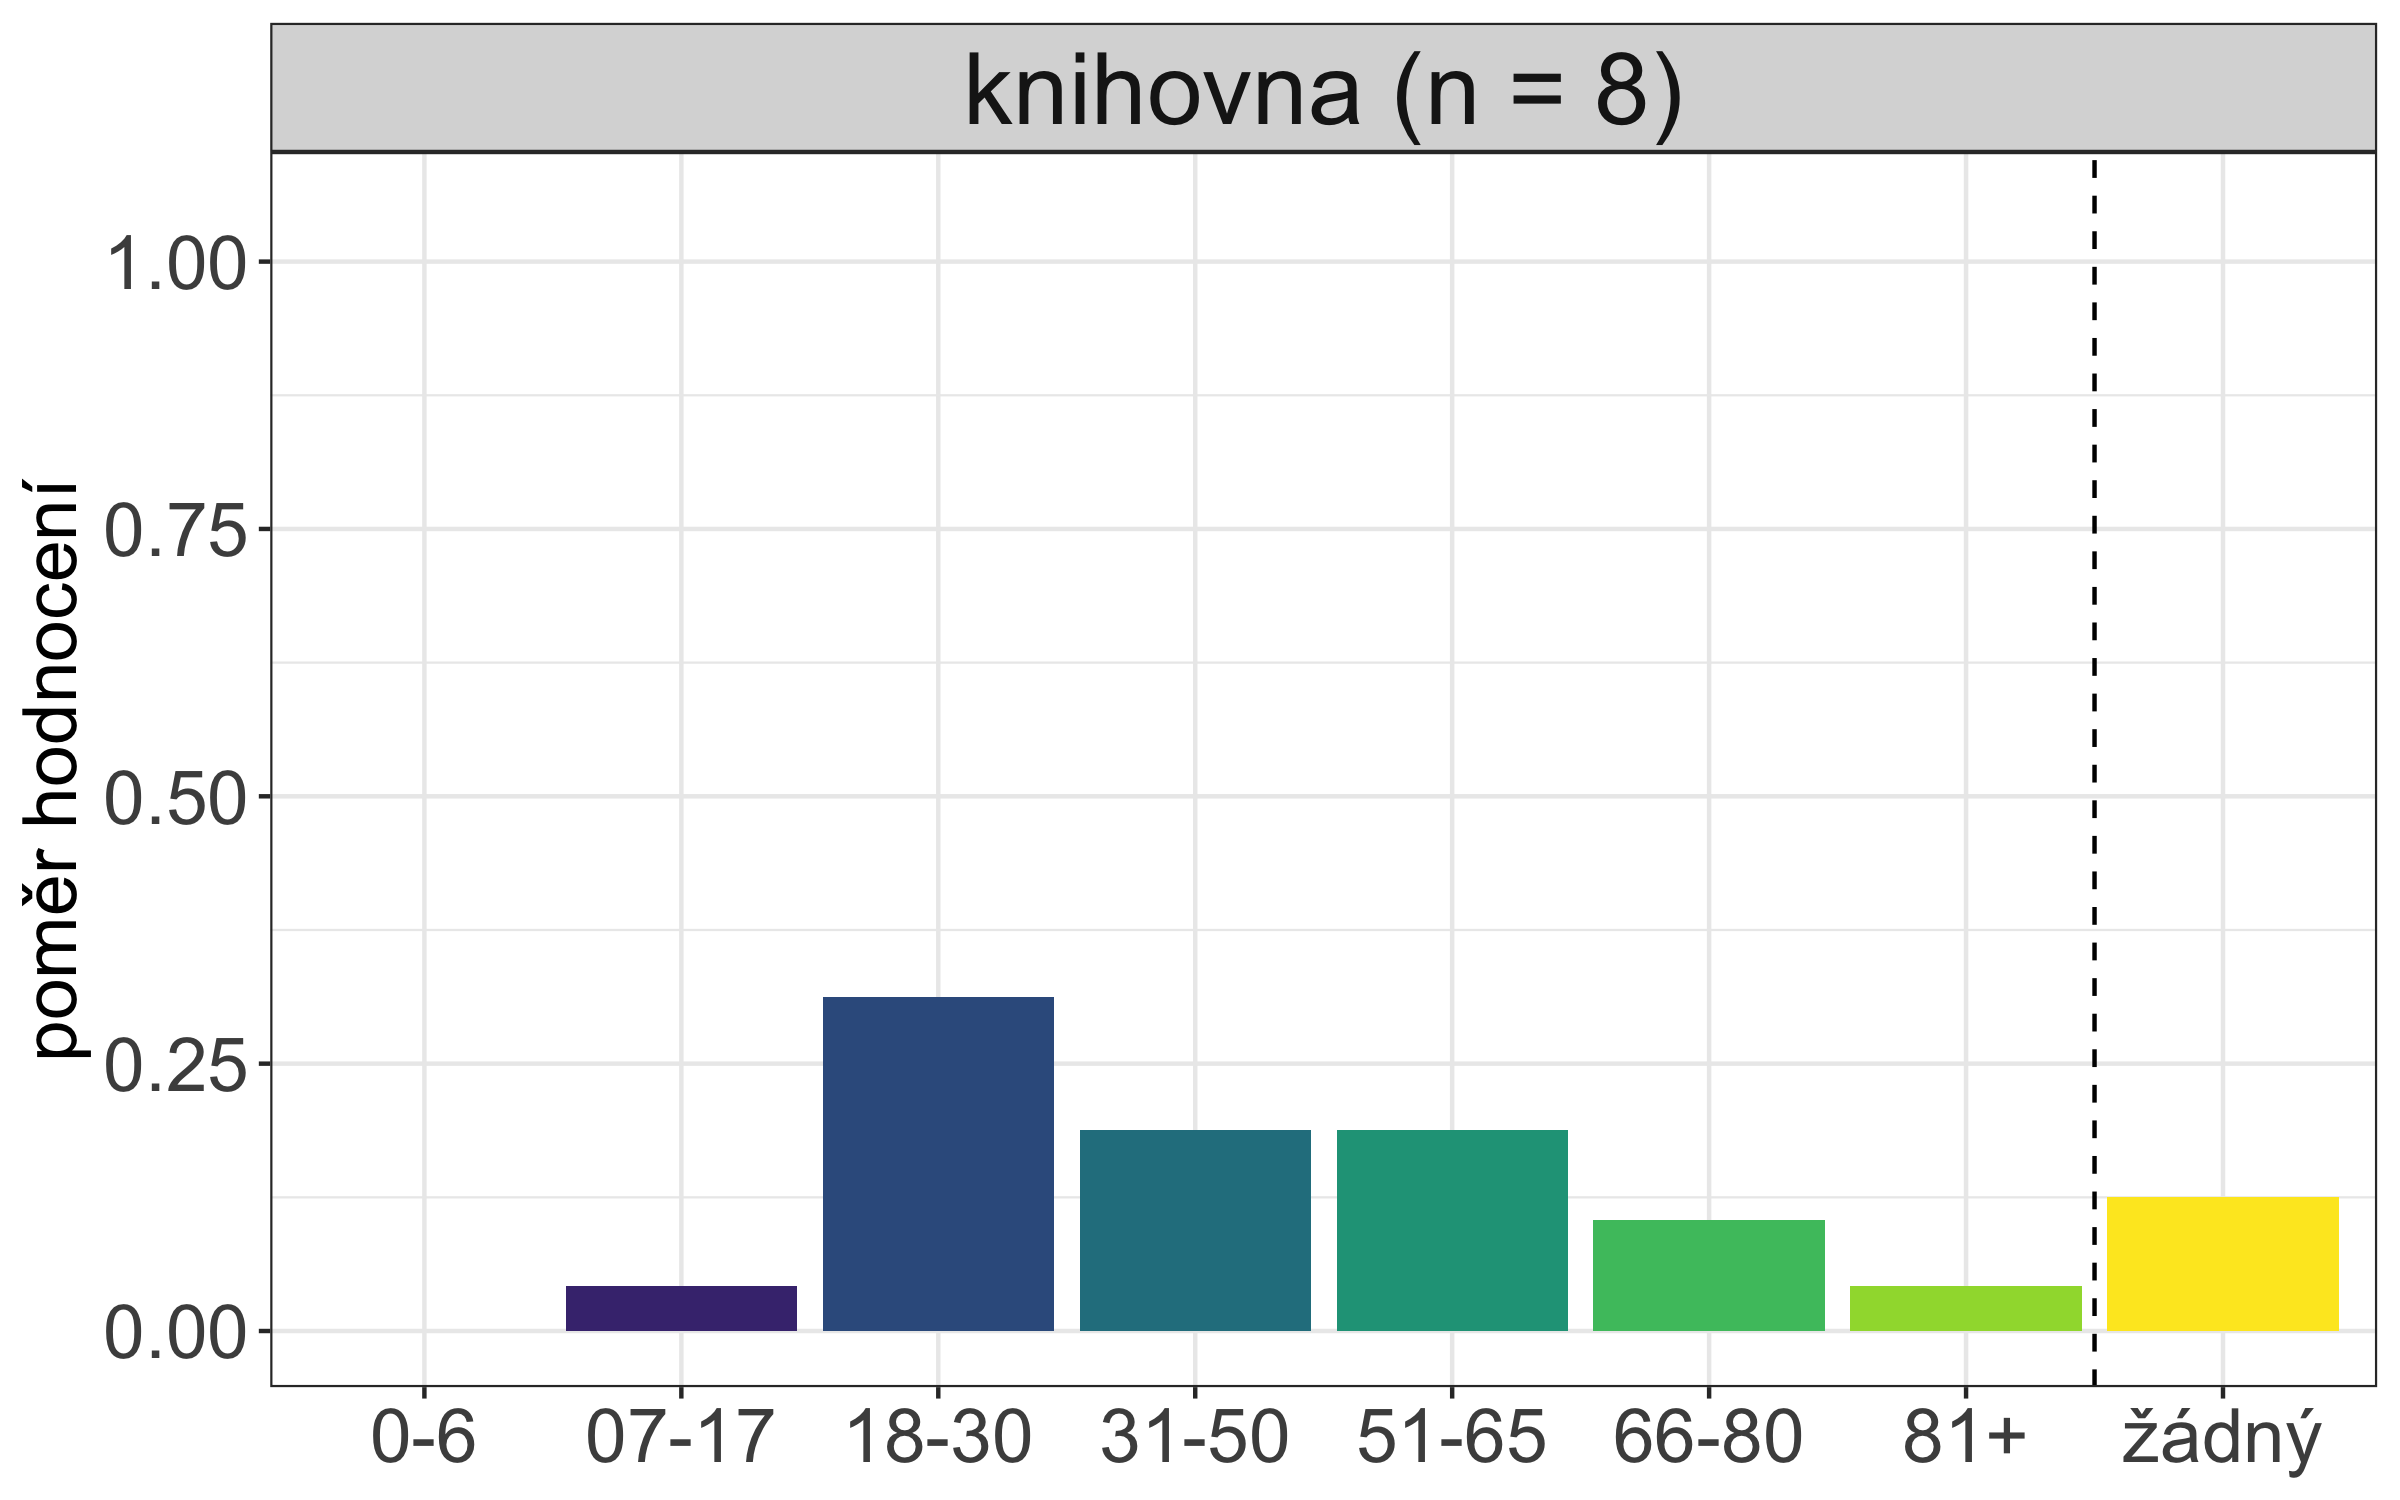 knihovna (n = 8)
poměr hodnocení
1.00
0.75
0.50
0.25
0.00
0-6 07-17 18-30 31-50 51-65 66-80 81+ žádný